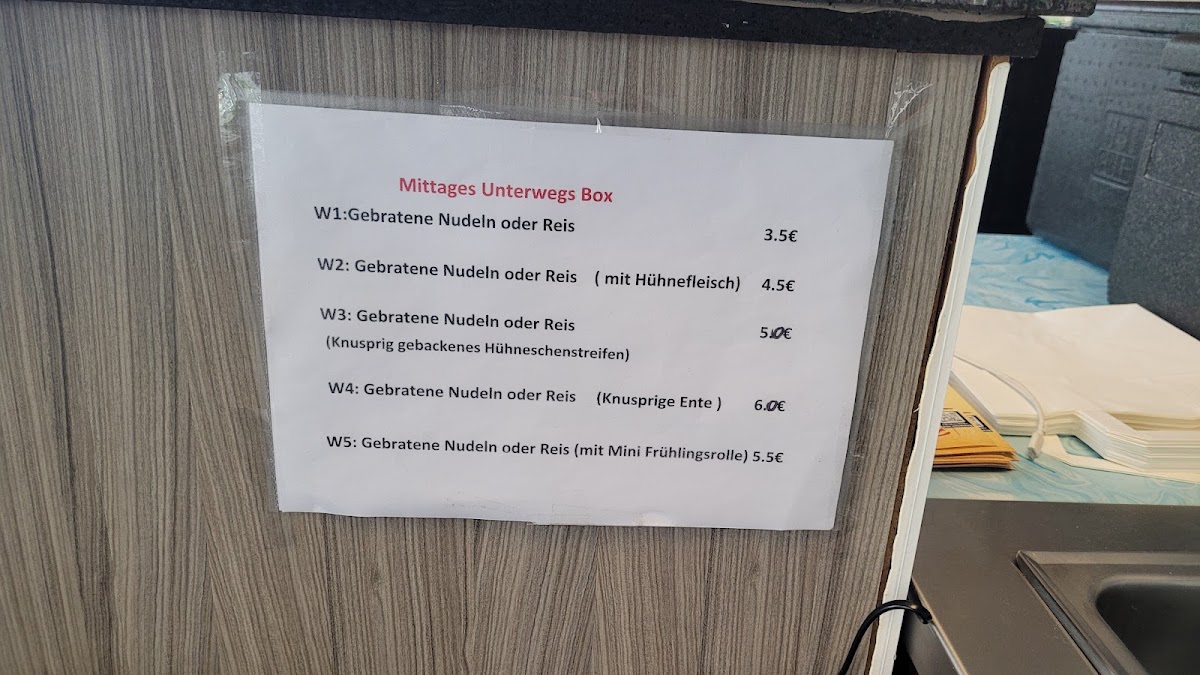 Mittages Unterwegs Box
W1:Gebratene Nudeln oder Reis 3.5€
W2: Gebratene Nudeln oder Reis ( mit Hühnefleisch) 4.5€
W3: Gebratene Nudeln oder Reis 5.0€
(Knusprig gebackenes Hühneschenstreifen)
W4: Gebratene Nudeln oder Reis (Knusprige Ente ) 6.0€
W5: Gebratene Nudeln oder Reis (mit Mini Frühlingsrolle) 5.5€